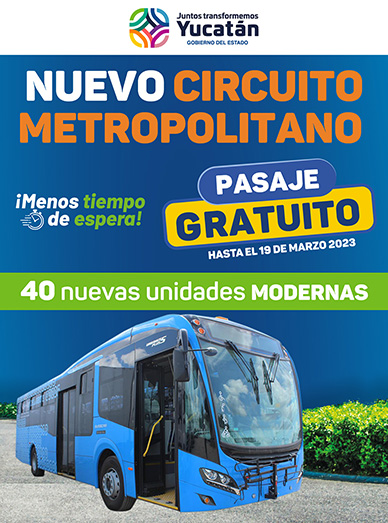 Juntos transformemos
Yucatán
GOBIERNO DEL ESTADO
NUEVO CIRCUITO
METROPOLITANO
¡Menos tiempo
de espera!
PASAJE
GRATUITO
HASTA EL 19 DE MARZO 2023
40 nuevas unidades MODERNAS